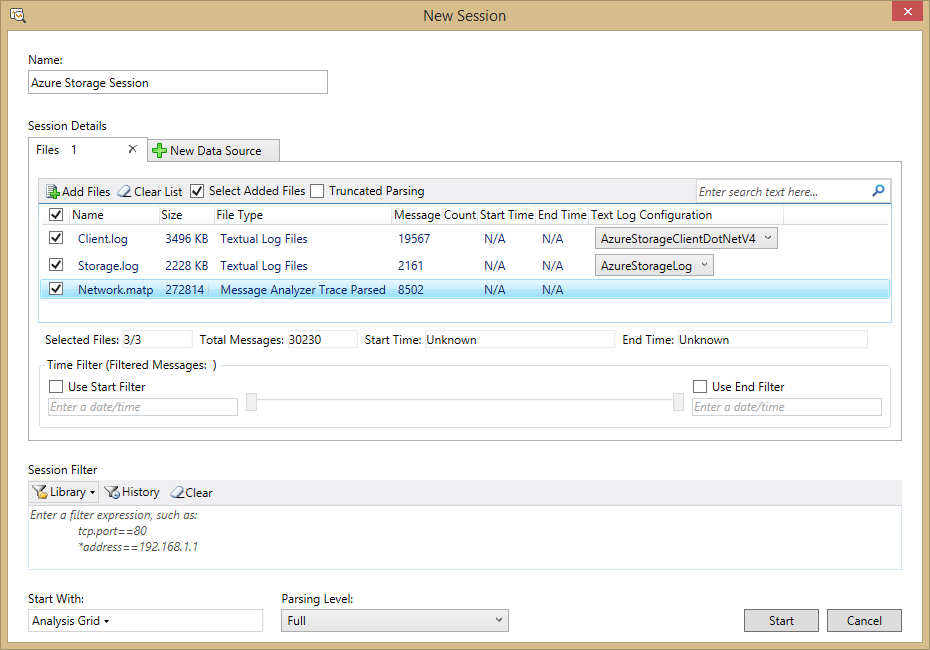 New Session
Name:
Azure Storage Session
Session Details
Files 1 New Data Source
Add Files Clear List Select Added Files Truncated Parsing Enter search text here...
Name Size File Type Message Count Start Time End Time Text Log Configuration
Client.log 3496 KB Textual Log Files 19567 N/A N/A AzureStorageClientDotNetV4
Storage.log 2228 KB Textual Log Files 2161 N/A N/A AzureStorageLog
Network.matp 272814 Message Analyzer Trace Parsed 8502 N/A N/A
Selected Files: 3/3 Total Messages: 30230 Start Time: Unknown End Time: Unknown
Time Filter (Filtered Messages: )
Use Start Filter Use End Filter
Enter a date/time Enter a date/time
Session Filter
Library History Clear
Enter a filter expression, such as:
tcp.port==80
*address==192.168.1.1
Start With: Parsing Level:
Analysis Grid Full Start Cancel